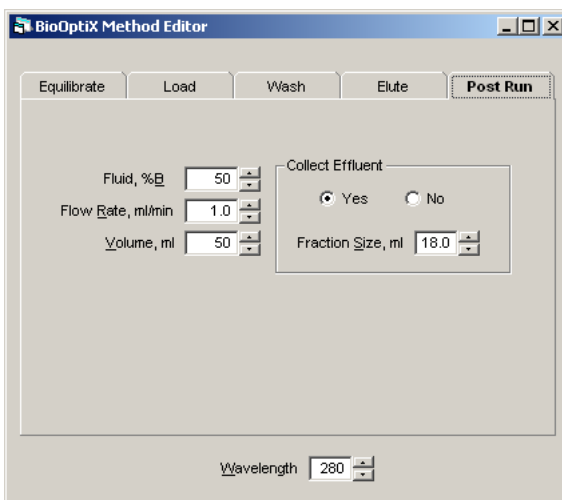 BioOptiX Method Editor
Equilibrate Load Wash Elute Post Run
Fluid, %B 50
Flow Rate, ml/min 1.0
Volume, ml 50
Collect Effluent
Yes No
Fraction Size, ml 18.0
Wavelength 280